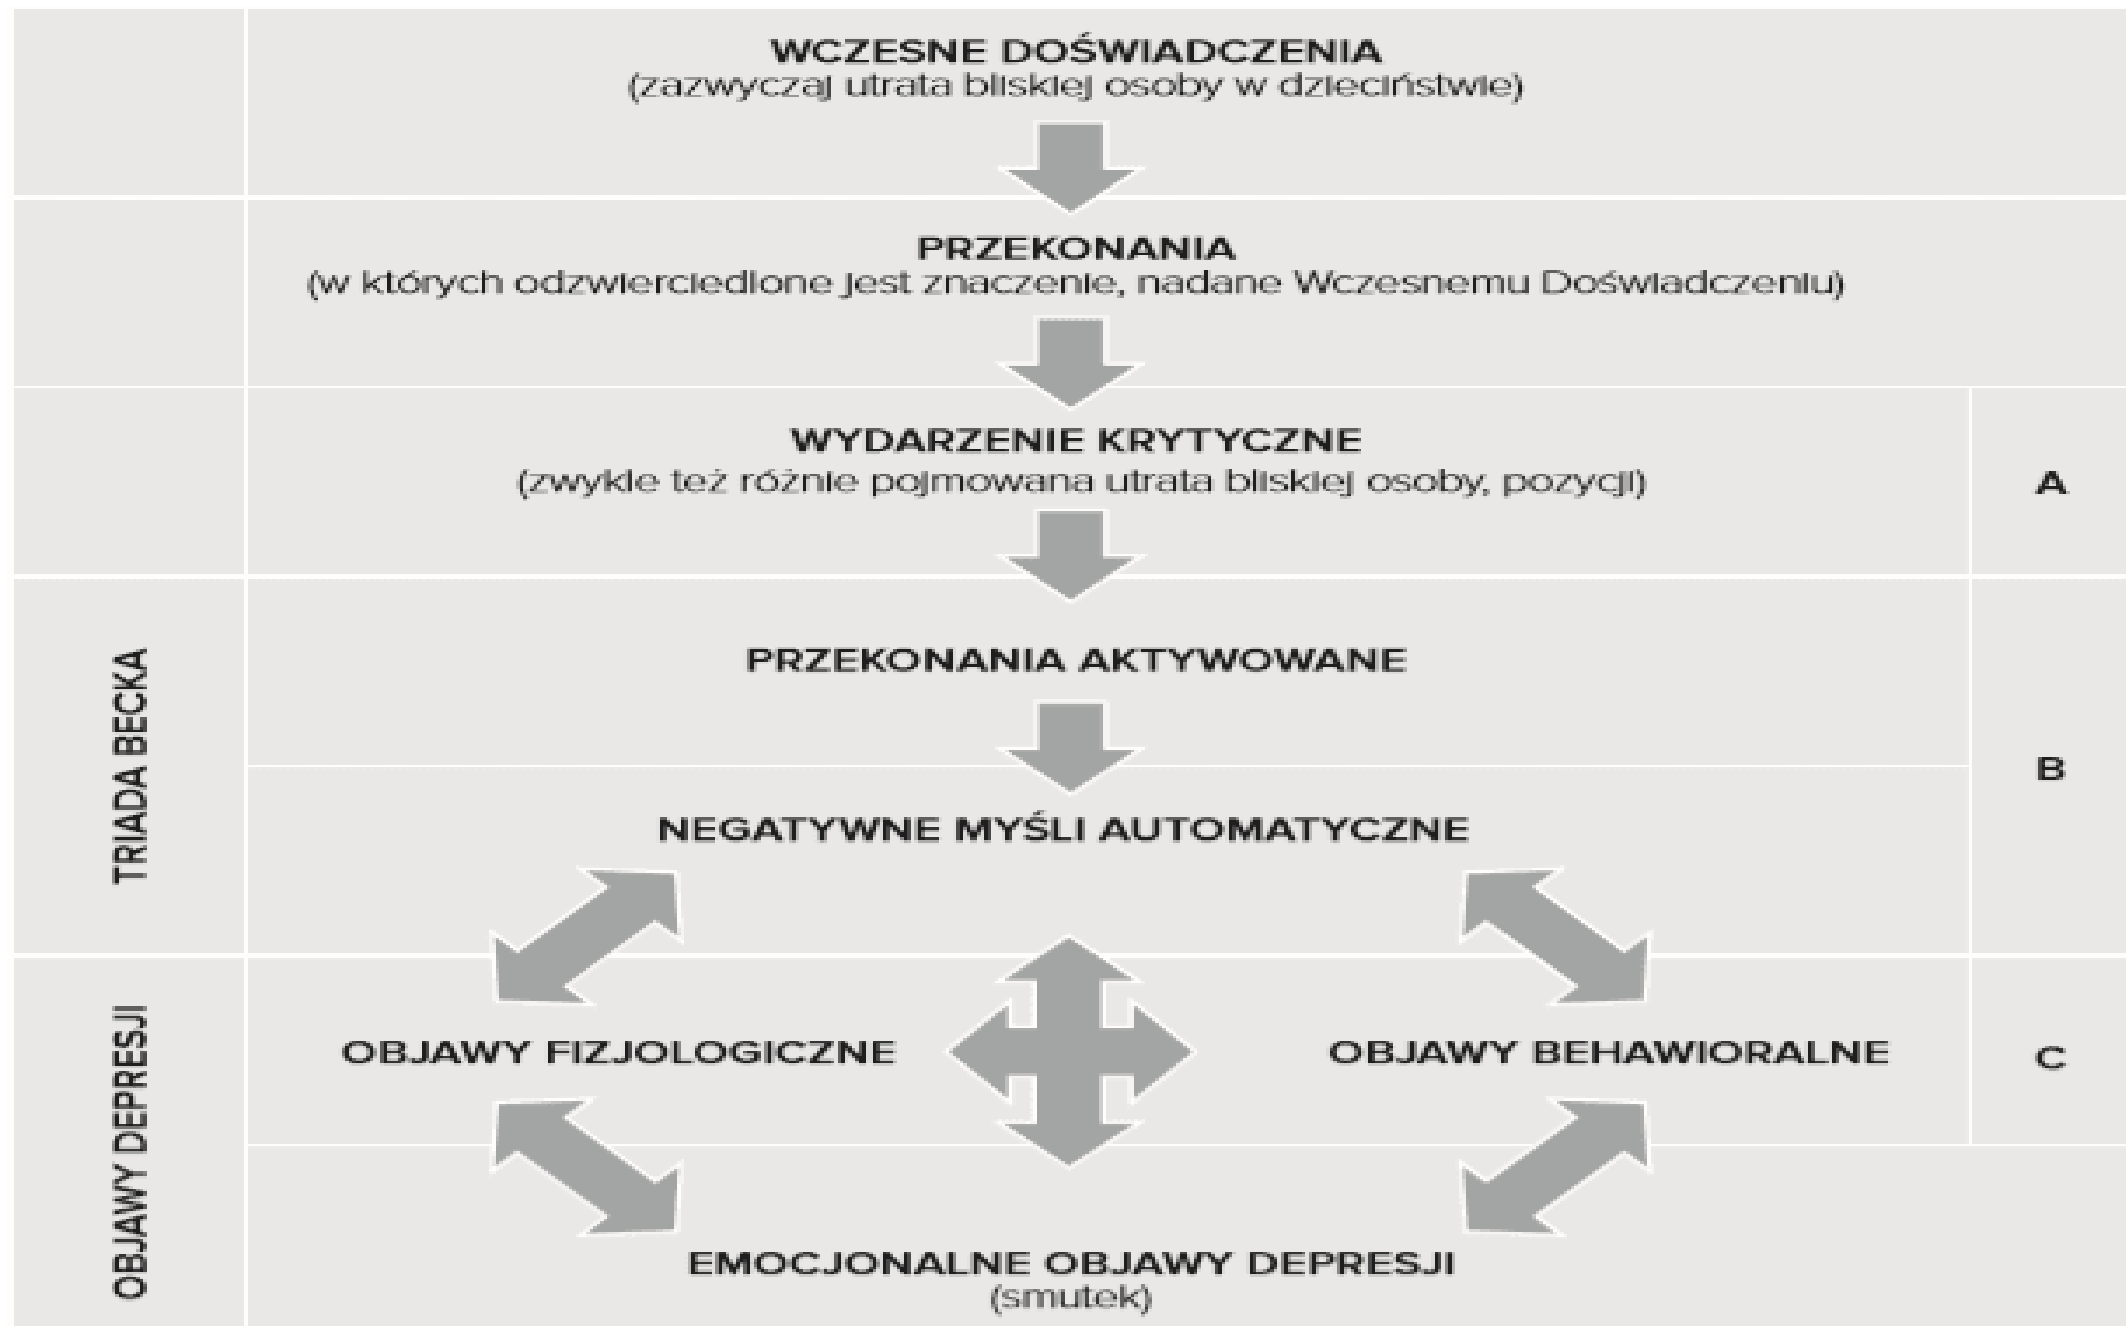 WCZESNE DOŚWIADCZENIA
(zazwyczaj utrata bliskiej osoby w dzieciństwie)
PRZEKONANIA
(w których odzwierciedlone jest znaczenie, nadane Wczesnemu Doświadczeniu)
WYDARZENIE KRYTYCZNE
(zwykle też różnie pojmowana utrata bliskiej osoby, pozycji)
A
TRIADA BECKA
PRZEKONANIA AKTYWOWANE
B
NEGATYWNE MYŚLI AUTOMATYCZNE
OBJAWY DEPRESJI
OBJAWY FIZJOLOGICZNE
OBJAWY BEHAWIORALNE
C
EMOCJONALNE OBJAWY DEPRESJI
(smutek)